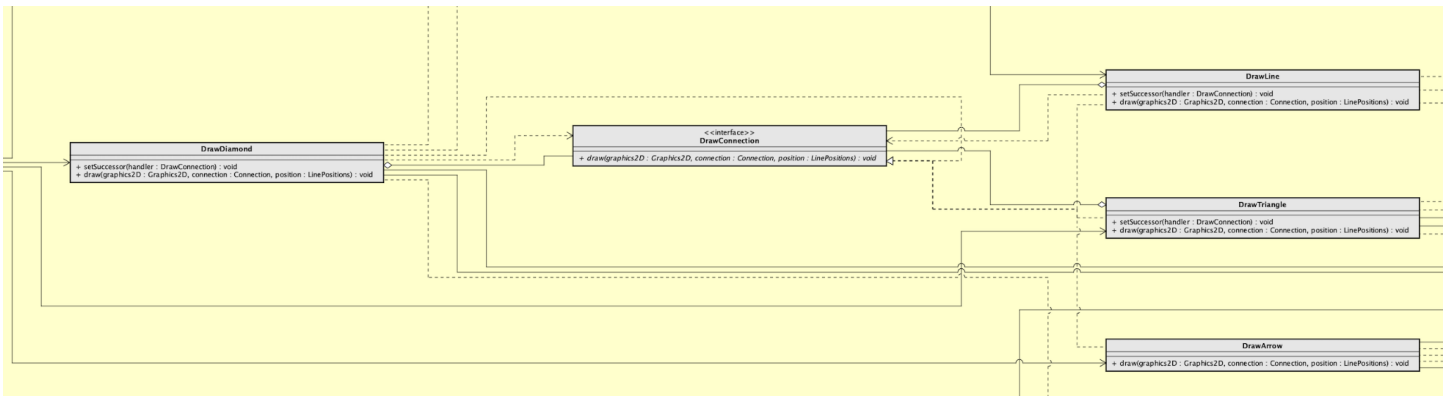 DrawLine
+ setSuccessor(handler : DrawConnection) : void
+ draw(graphics2D : Graphics2D, connection : Connection, position : LinePositions) : void
<<interface>>
DrawConnection
+ draw(graphics2D : Graphics2D, connection : Connection, position : LinePositions) : void
DrawDiamond
+ setSuccessor(handler : DrawConnection) : void
+ draw(graphics2D : Graphics2D, connection : Connection, position : LinePositions) : void
DrawTriangle
+ setSuccessor(handler : DrawConnection) : void
+ draw(graphics2D : Graphics2D, connection : Connection, position : LinePositions) : void
DrawArrow
+ draw(graphics2D : Graphics2D, connection : Connection, position : LinePositions) : void